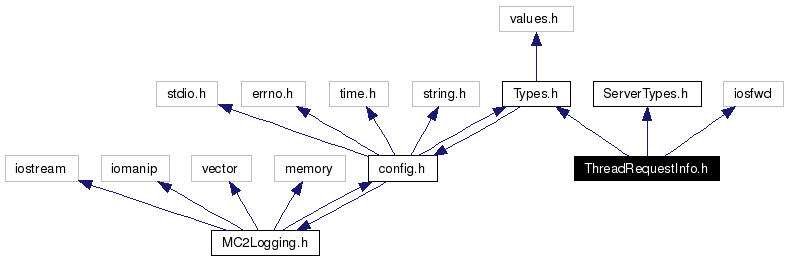 values.h
stdio.h
errno.h
time.h
string.h
Types.h
ServerTypes.h
iosfwd
iostream
iomanip
vector
memory
config.h
ThreadRequestInfo.h
MC2Logging.h